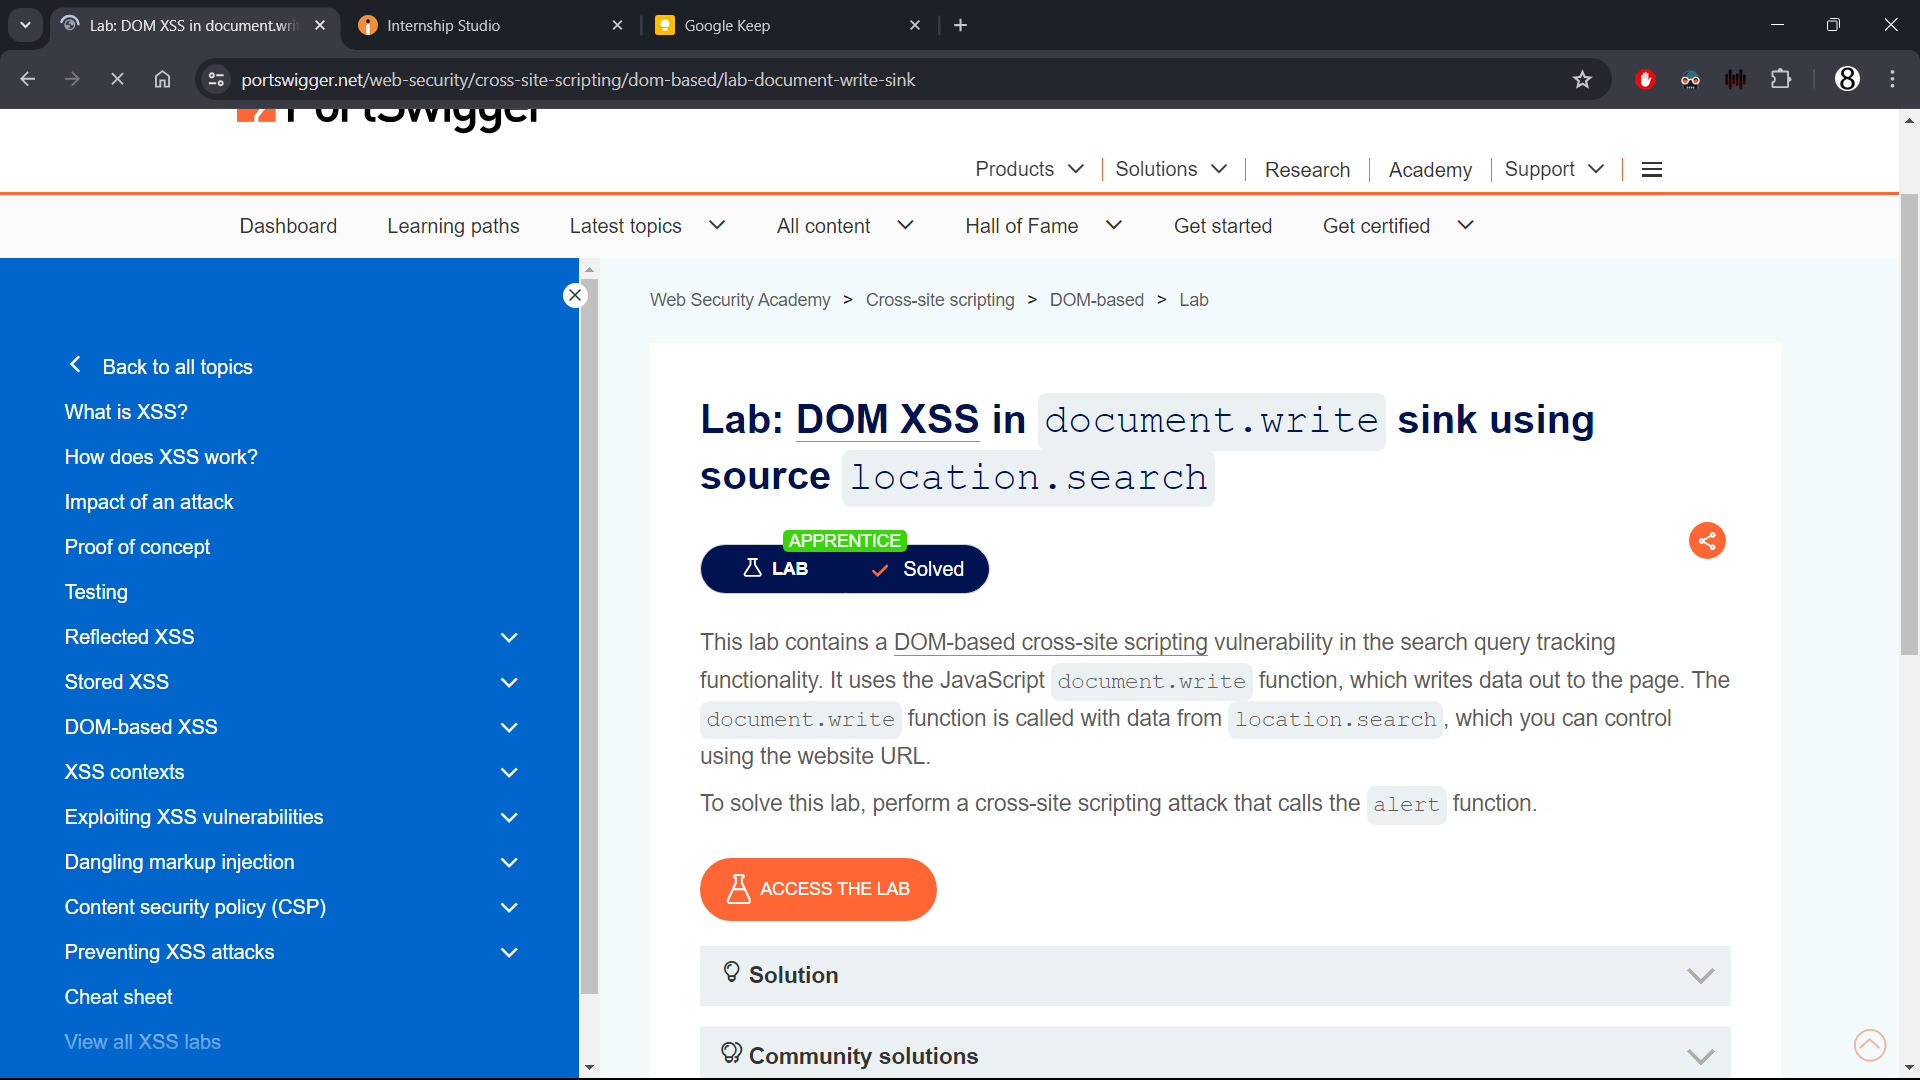 Lab: DOM XSS in document.wri
Internship Studio
Google Keep
portswigger.net/web-security/cross-site-scripting/dom-based/lab-document-write-sink
PortSwigger
Products
Solutions
Research
Academy
Support
Dashboard
Learning paths
Latest topics
All content
Hall of Fame
Get started
Get certified
Back to all topics
What is XSS?
How does XSS work?
Impact of an attack
Proof of concept
Testing
Reflected XSS
Stored XSS
DOM-based XSS
XSS contexts
Exploiting XSS vulnerabilities
Dangling markup injection
Content security policy (CSP)
Preventing XSS attacks
Cheat sheet
View all XSS labs
Web Security Academy > Cross-site scripting > DOM-based > Lab
Lab: DOM XSS in document.write sink using
source location.search
APPRENTICE
LAB Solved
This lab contains a DOM-based cross-site scripting vulnerability in the search query tracking
functionality. It uses the JavaScript document.write function, which writes data out to the page. The
document.write function is called with data from location.search, which you can control
using the website URL.
To solve this lab, perform a cross-site scripting attack that calls the alert function.
ACCESS THE LAB
Solution
Community solutions